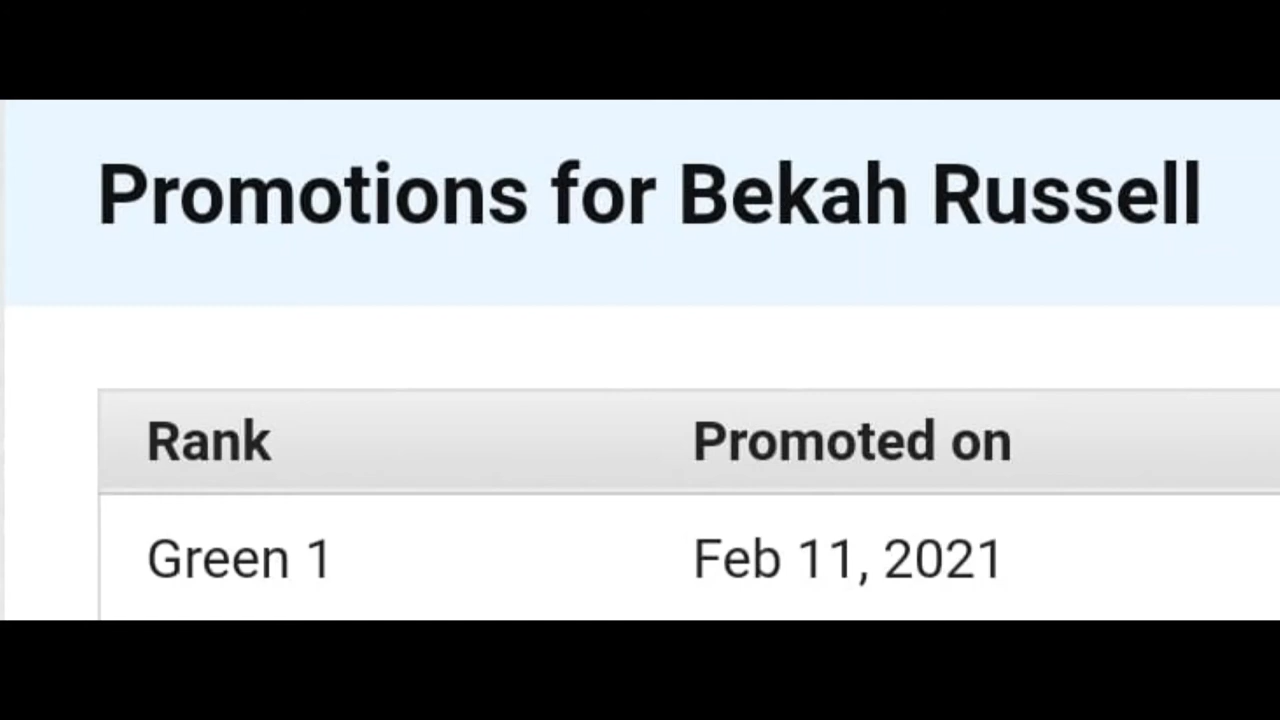 Promotions for Bekah Russell
Rank Promoted on
Green 1 Feb 11, 2021